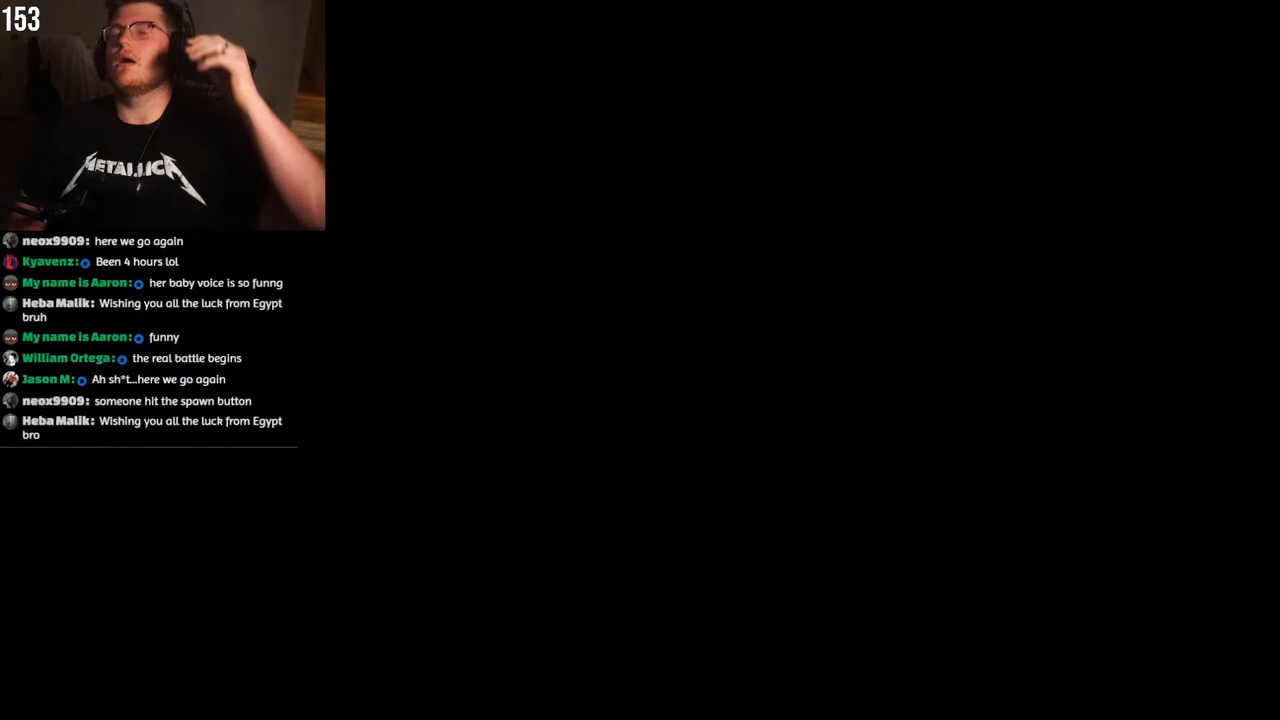 153
METALLICA
neox9909: here we go again
Kyavenz: Been 4 hours lol
My name is Aaron: her baby voice is so funng
Heba Malik: Wishing you all the luck from Egypt
bruh
My name is Aaron: funny
William Ortega: the real battle begins
Jason M: Ah sh*t...here we go again
neox9909: someone hit the spawn button
Heba Malik: Wishing you all the luck from Egypt
bro